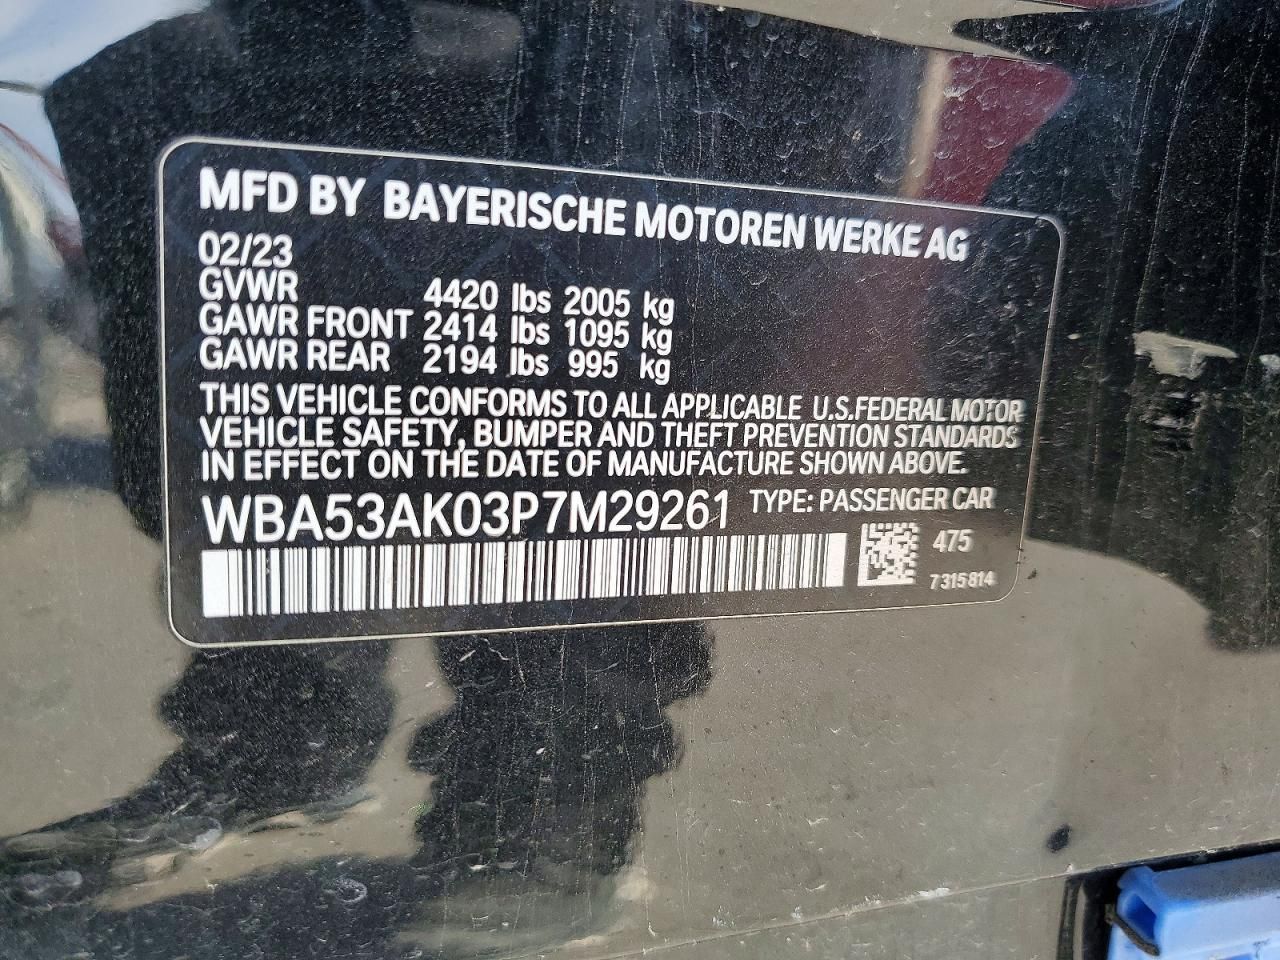 MFD BY BAYERISCHE MOTOREN WERKE AG
02/23
GVWR 4420 lbs 2005 kg
GAWR FRONT 2414 lbs 1095 kg
GAWR REAR 2194 lbs 995 kg
THIS VEHICLE CONFORMS TO ALL APPLICABLE U.S.FEDERAL MOTOR
VEHICLE SAFETY, BUMPER AND THEFT PREVENTION STANDARDS
IN EFFECT ON THE DATE OF MANUFACTURE SHOWN ABOVE.
WBA53AK03P7M29261 TYPE: PASSENGER CAR
475
7315814